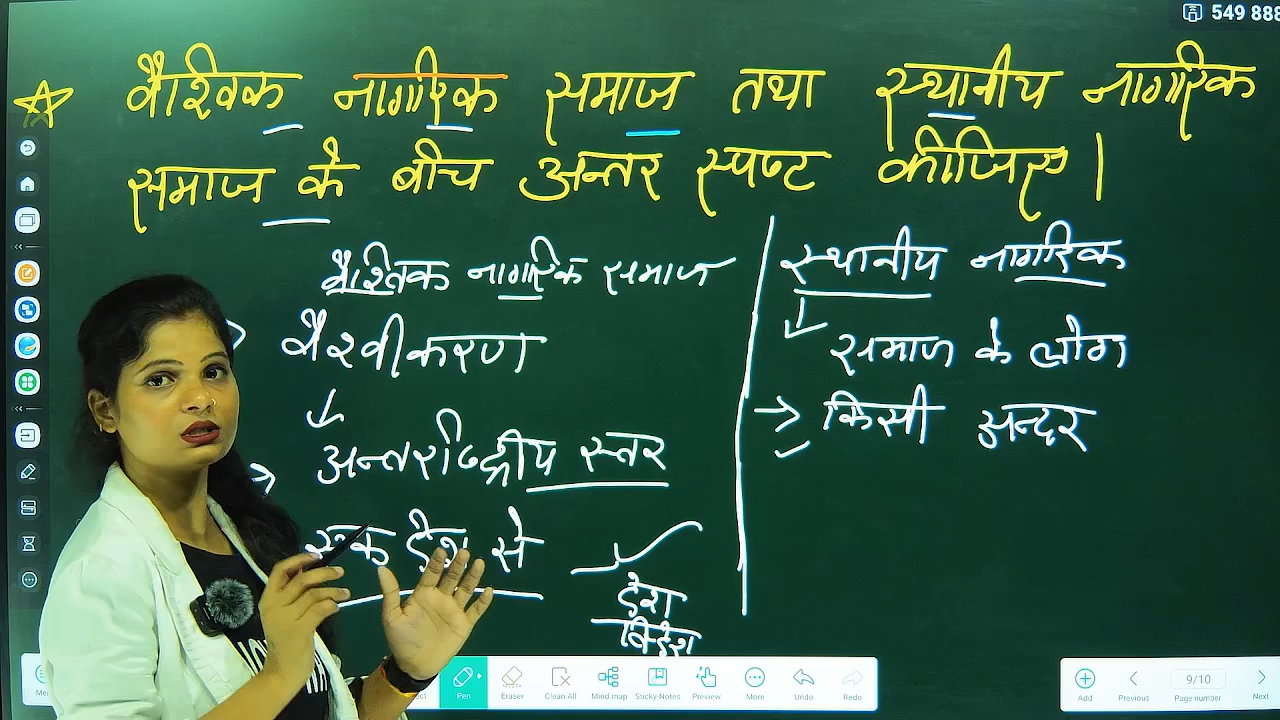 549 888
वैश्विक नागरिक समाज तथा स्थानीय नागरिक
समाज के बीच अन्तर स्पष्ट कीजिए।
वैश्विक नागरिक समाज
वैश्वीकरण
अन्तर्राष्ट्रीय स्तर
एक देश से
देश
विदेश
स्थानीय नागरिक
समाज के लोग
किसी अन्दर
Pen
Eraser
Clean All
Mind map
Sticky-Notes
Preview
More
Undo
Redo
Add
Previous
9/10
Page number
Next